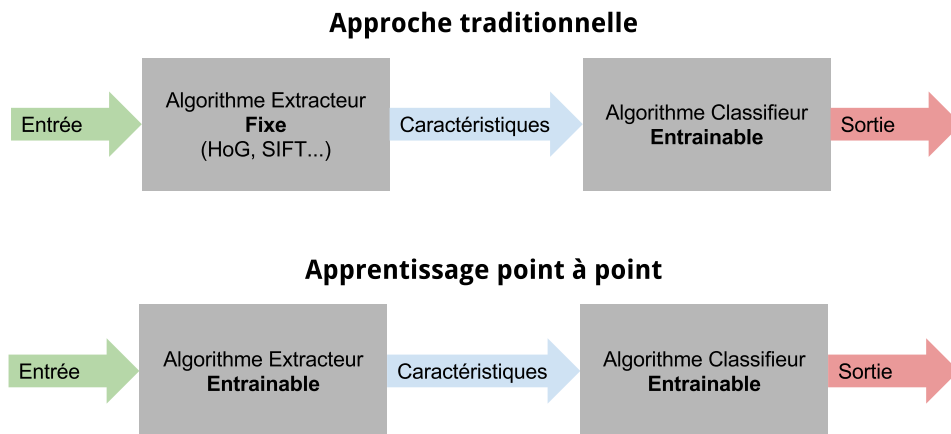 Approche traditionnelle
Entrée
Algorithme Extracteur
Fixe
(HoG, SIFT...)
Caractéristiques
Algorithme Classifieur
Entrainable
Sortie
Apprentissage point à point
Entrée
Algorithme Extracteur
Entrainable
Caractéristiques
Algorithme Classifieur
Entrainable
Sortie